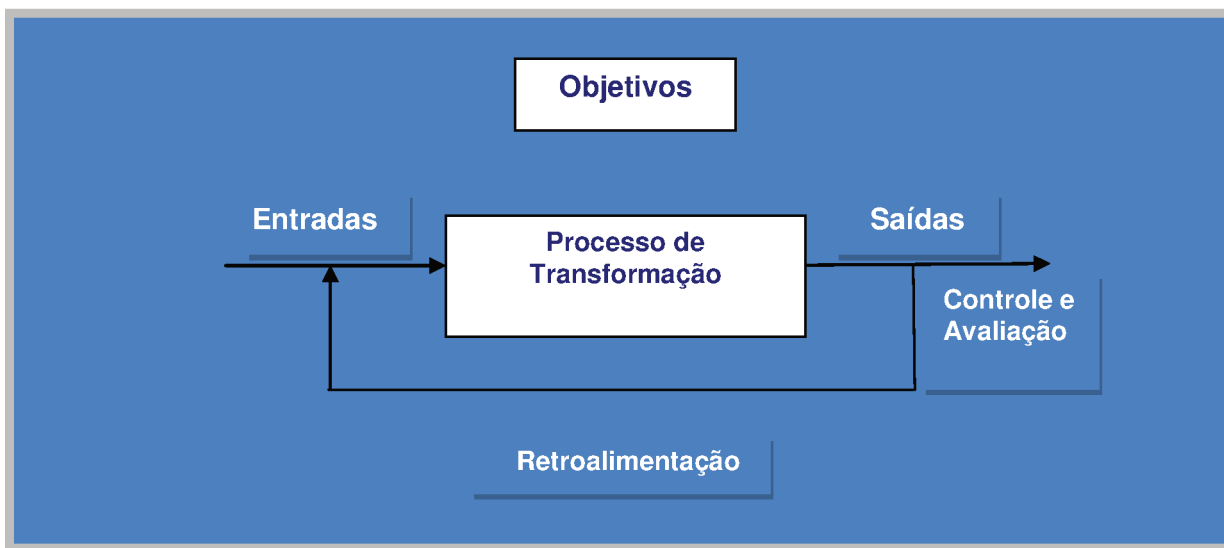 Objetivos
Entradas
Processo de
Transformação
Saídas
Controle e
Avaliação
Retroalimentação